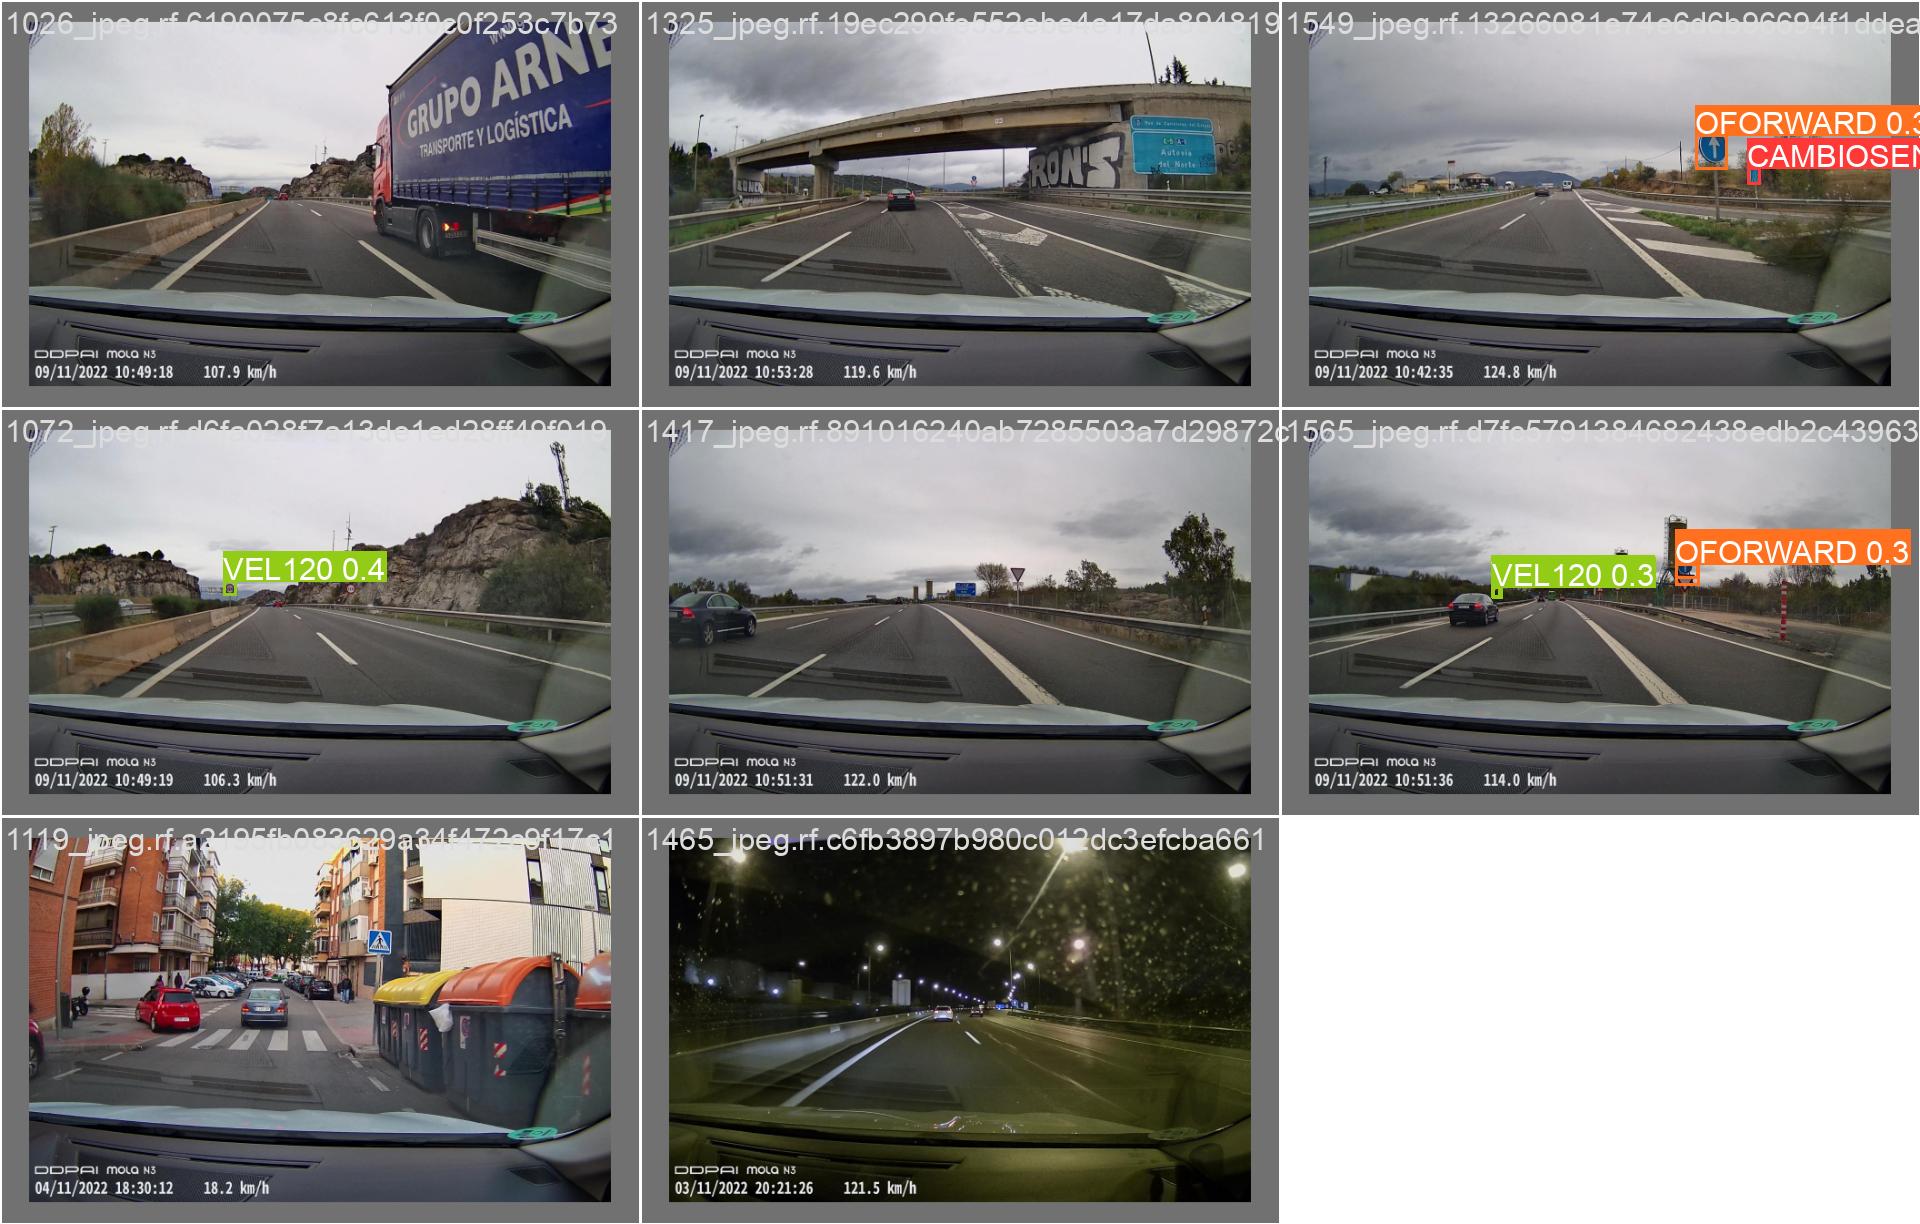 1026_jpeg.rf.6190075c8fc613f0c0f253c7b73
GRUPO ARNE
TRANSPORTE Y LOGÍSTICA
DDPAI mola N3
09/11/2022 10:49:18 107.9 km/h
1325_jpeg.rf.19ec299fe552ebe4e17da8948191
Autovía
del Norte
RON'S
DDPAI mola N3
09/11/2022 10:53:28 119.6 km/h
1549_jpeg.rf.13266081e74e6d6b96694f1ddea
OFORWARD 0.3
CAMBIOSEN
DDPAI mola N3
09/11/2022 10:42:35 124.8 km/h
1072_jpeg.rf.d6fa028f7a13de1ed28ff49f019
VEL120 0.4
DDPAI mola N3
09/11/2022 10:49:19 106.3 km/h
1417_jpeg.rf.891016240ab7285503a7d29872c
DDPAI mola N3
09/11/2022 10:51:31 122.0 km/h
1565_jpeg.rf.d7fc5791384682438edb2c43963
VEL120 0.3
OFORWARD 0.3
DDPAI mola N3
09/11/2022 10:51:36 114.0 km/h
1119_jpeg.rf.a2195fb083629a34f472c9f17c1
DDPAI mola N3
04/11/2022 18:30:12 18.2 km/h
1465_jpeg.rf.c6fb3897b980c012dc3efcba661
DDPAI mola N3
03/11/2022 20:21:26 121.5 km/h